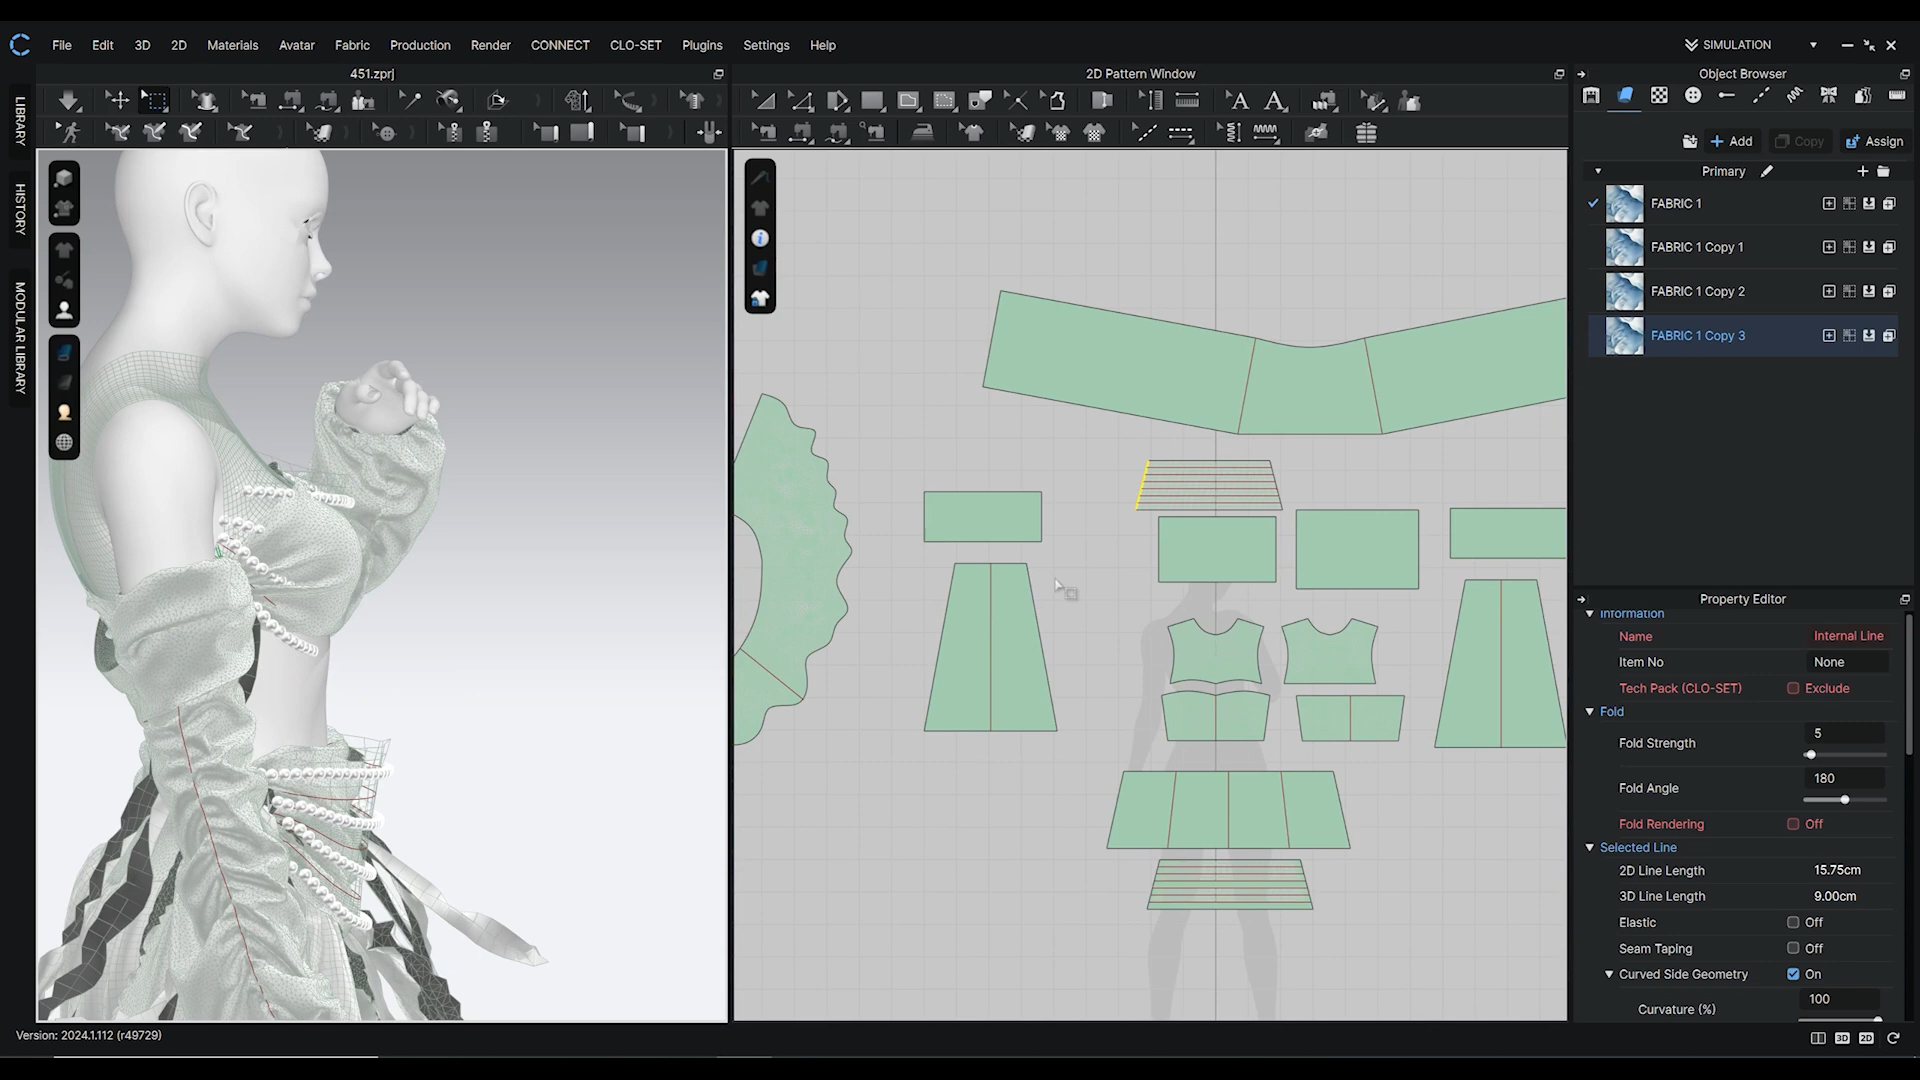 File Edit 3D 2D Materials Avatar Fabric Production Render CONNECT CLO-SET Plugins Settings Help SIMULATION
451.zprj
2D Pattern Window
Object Browser
LIBRARY
HISTORY
MODULAR LIBRARY
Add Copy Assign
Primary
FABRIC 1
FABRIC 1 Copy 1
FABRIC 1 Copy 2
FABRIC 1 Copy 3
Property Editor
Information
Name Internal Line
Item No None
Tech Pack (CLO-SET) Exclude
Fold
Fold Strength 5
Fold Angle 180
Fold Rendering Off
Selected Line
2D Line Length 15.75cm
3D Line Length 9.00cm
Elastic Off
Seam Taping Off
Curved Side Geometry On
Curvature (%) 100
Version: 2024.1.112 (r49729)
3D 2D